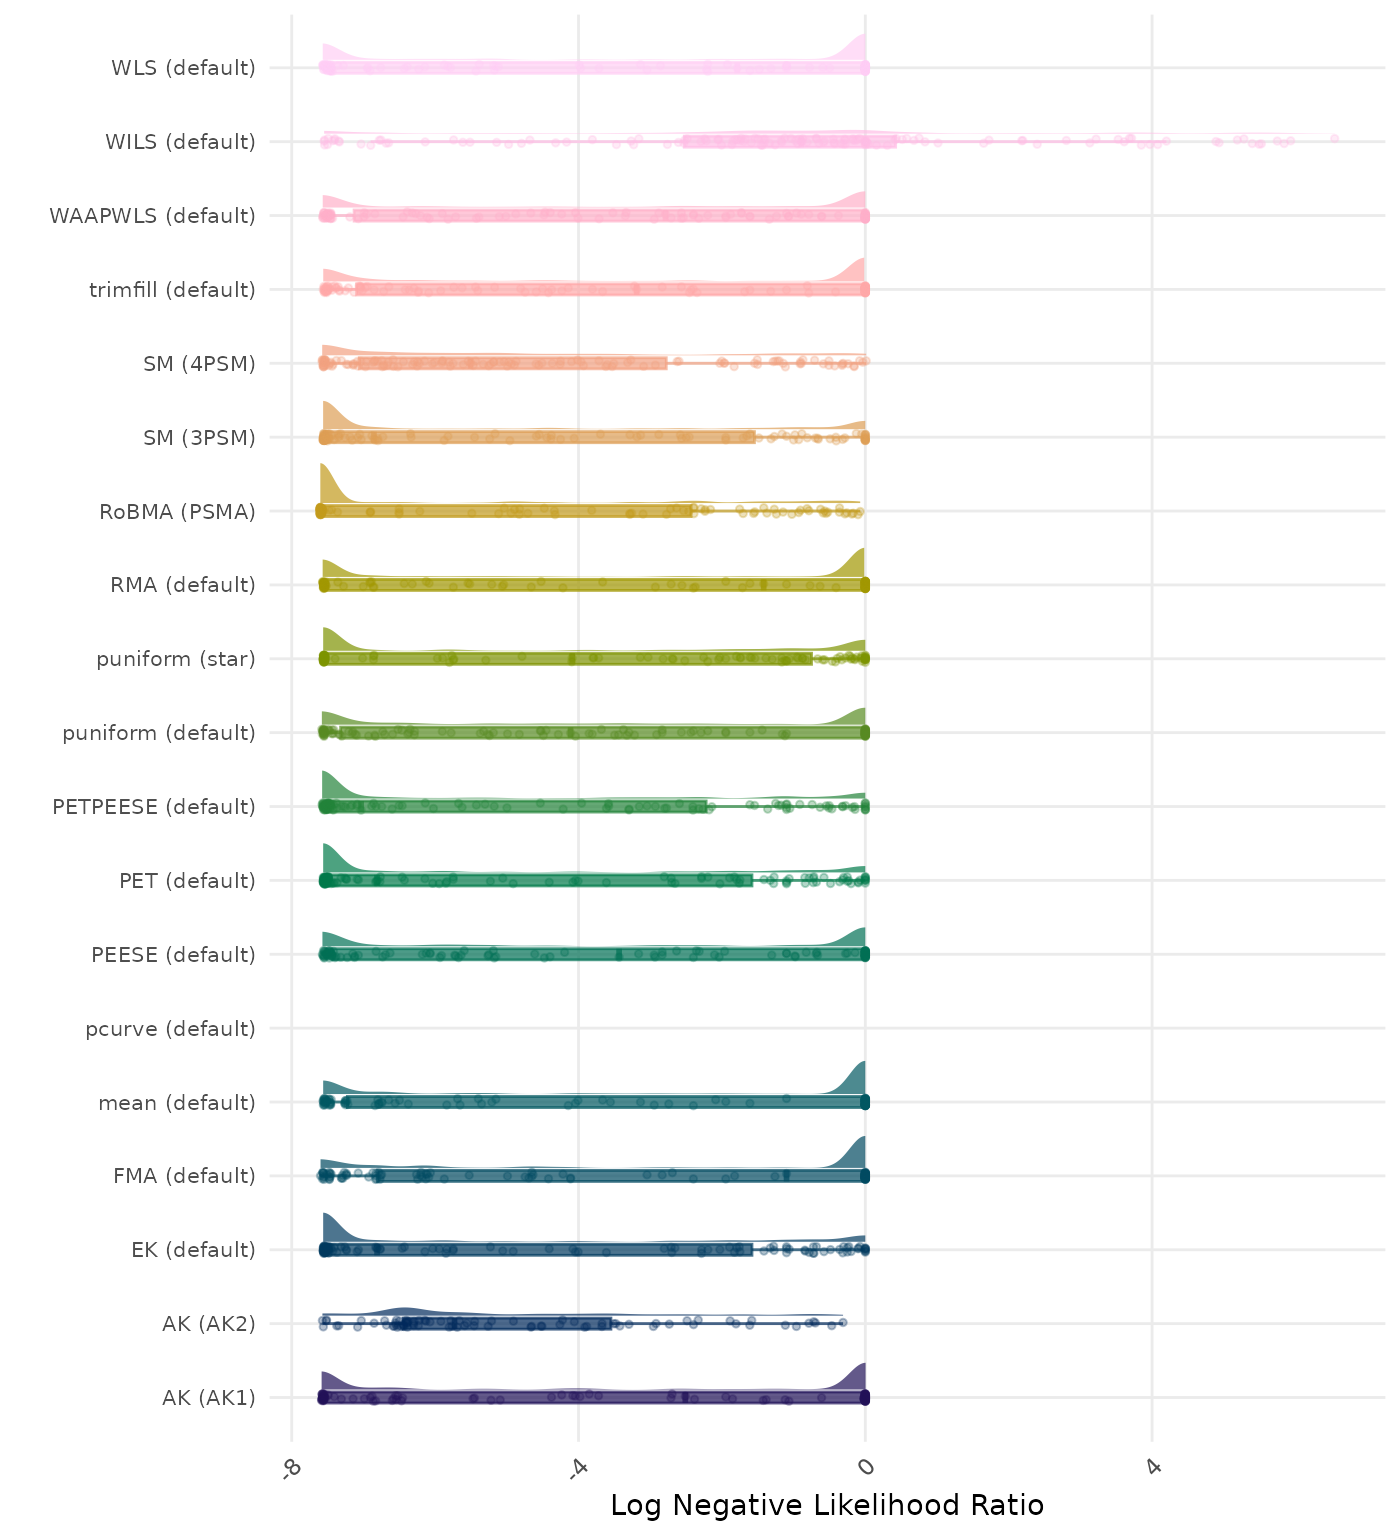 WLS (default)
WILS (default)
WAAPWLS (default)
trimfill (default)
SM (4PSM)
SM (3PSM)
RoBMA (PSMA)
RMA (default)
puniform (star)
puniform (default)
PETPEESE (default)
PET (default)
PEESE (default)
pcurve (default)
mean (default)
FMA (default)
EK (default)
AK (AK2)
AK (AK1)
-8
-4
0
4
Log Negative Likelihood Ratio